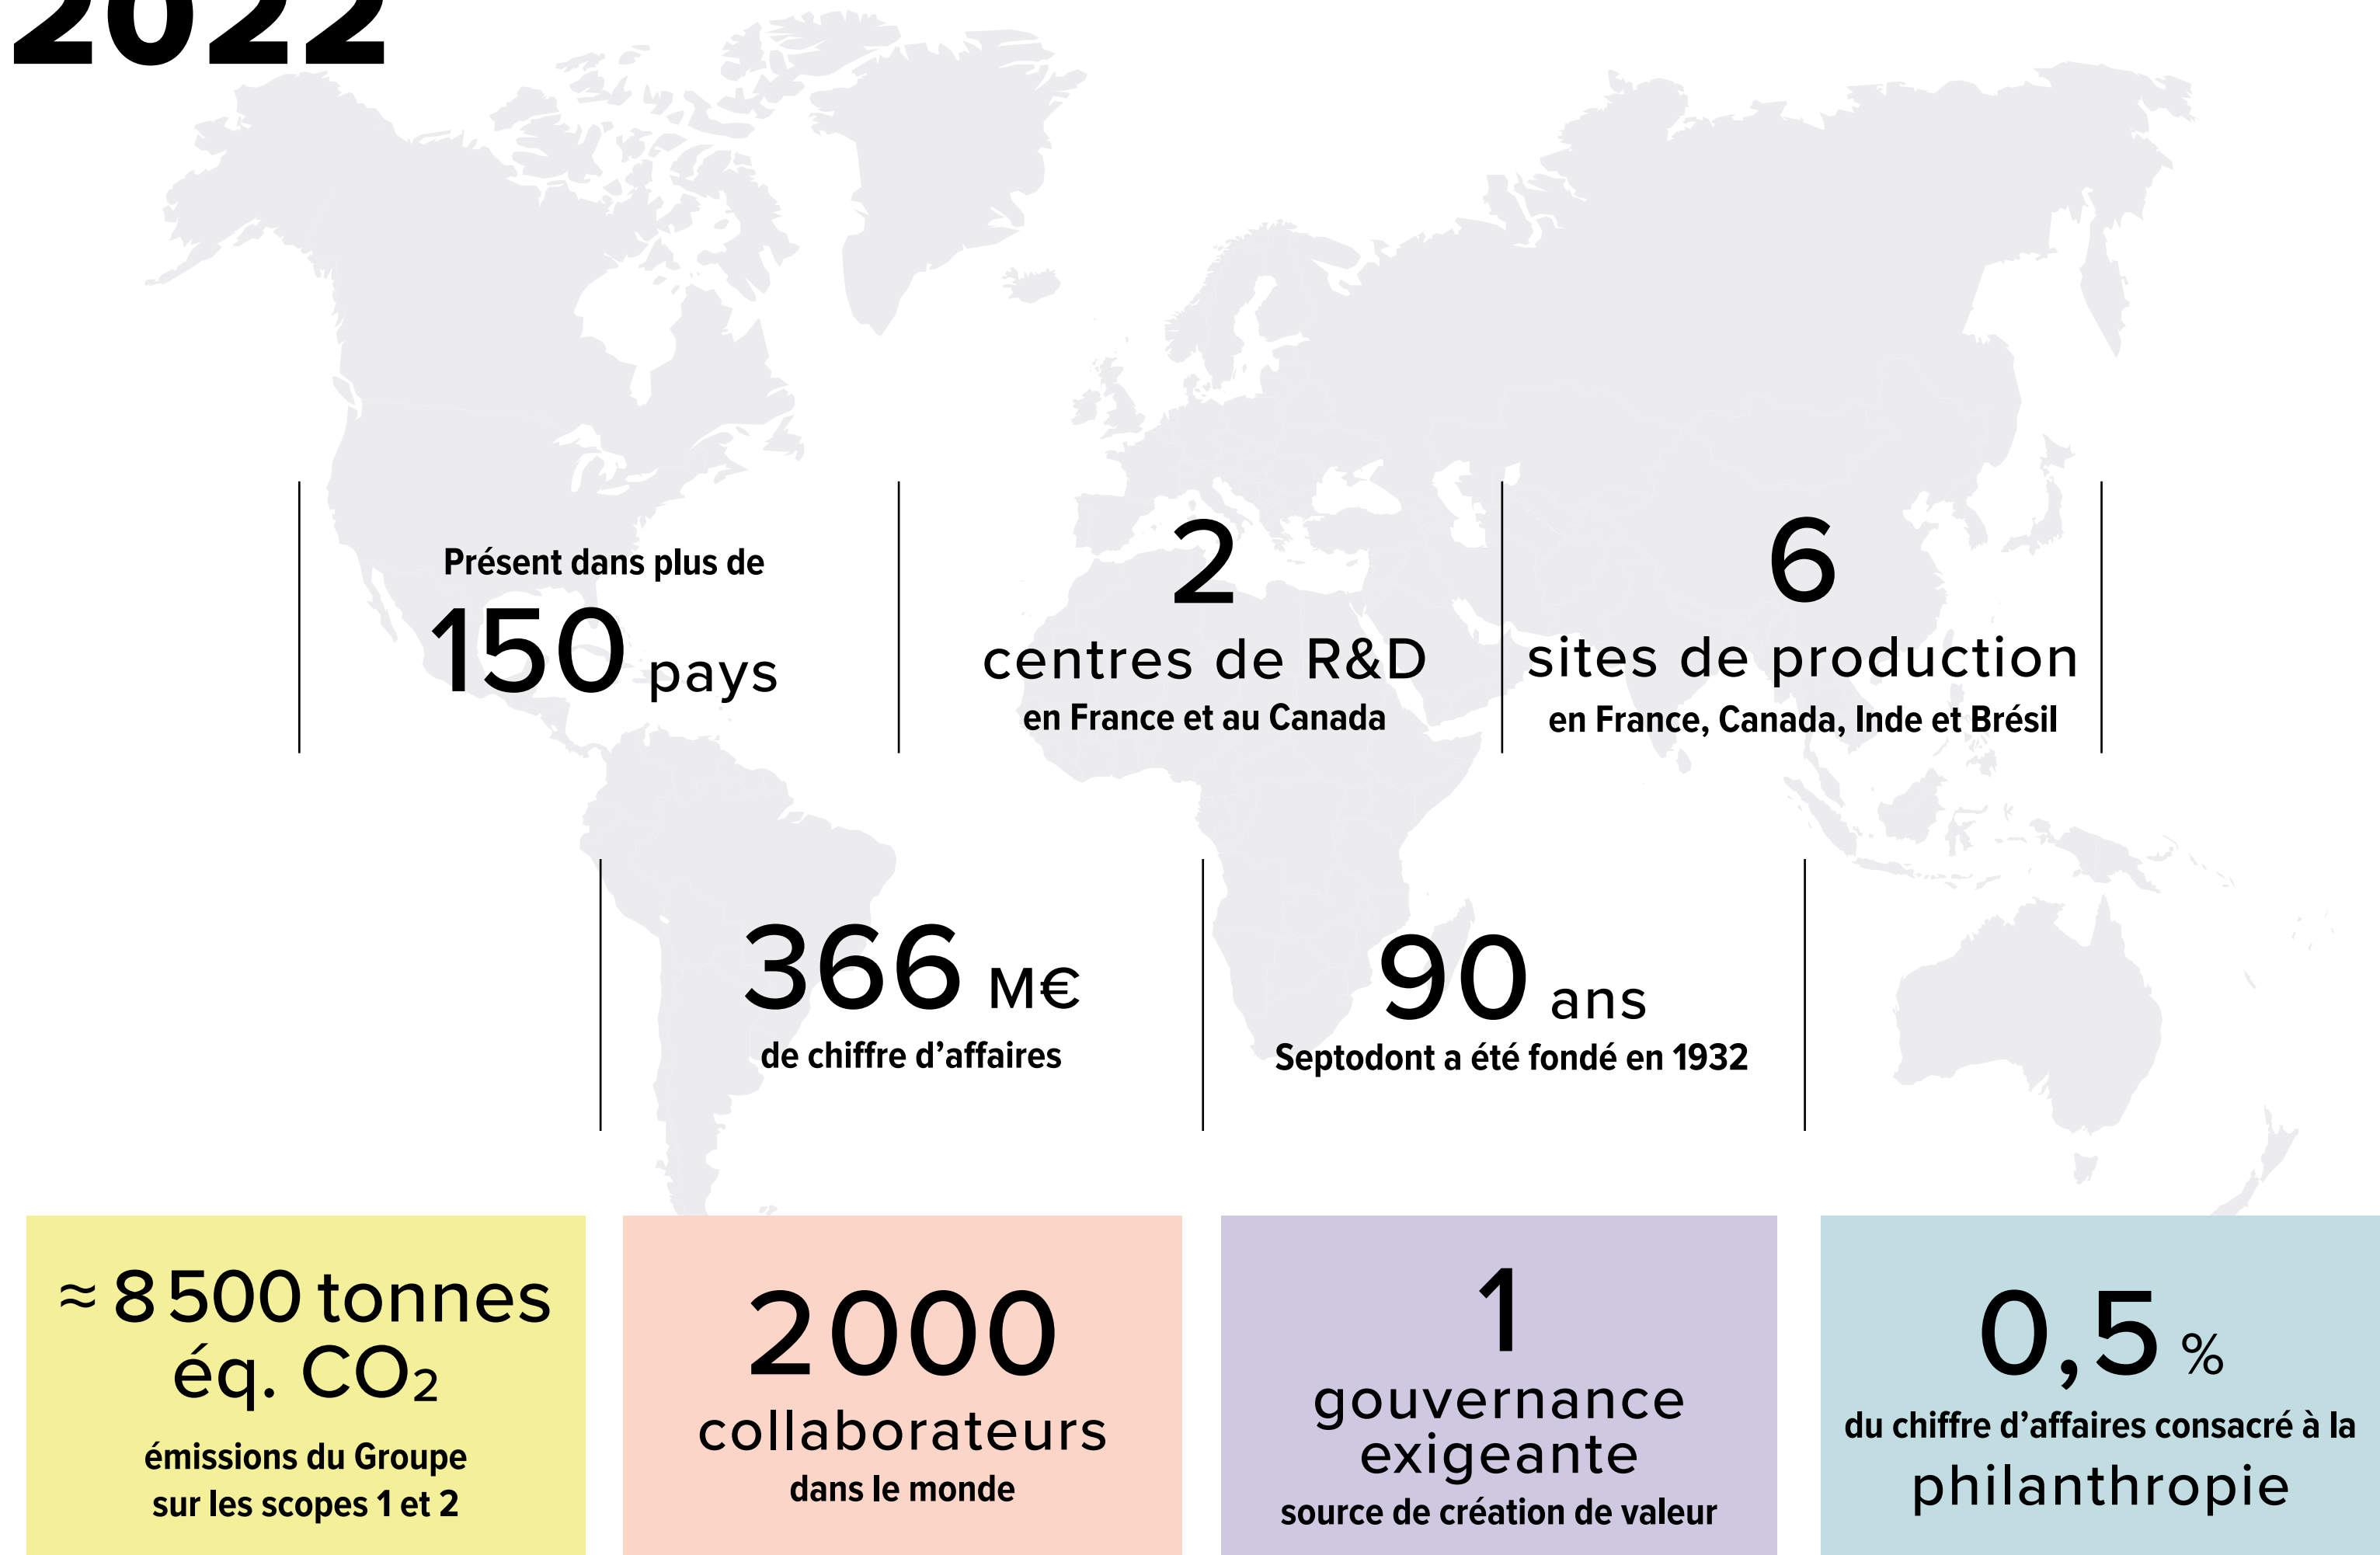 2022
Présent dans plus de
150 pays
2
centres de R&D
en France et au Canada
6
sites de production
en France, Canada, Inde et Brésil
366 M€
de chiffre d’affaires
90 ans
Septodont a été fondé en 1932
≈ 8 500 tonnes
éq. CO₂
émissions du Groupe
sur les scopes 1 et 2
2 000
collaborateurs
dans le monde
1
gouvernance
exigeante
source de création de valeur
0,5 %
du chiffre d’affaires consacré à la
philanthropie